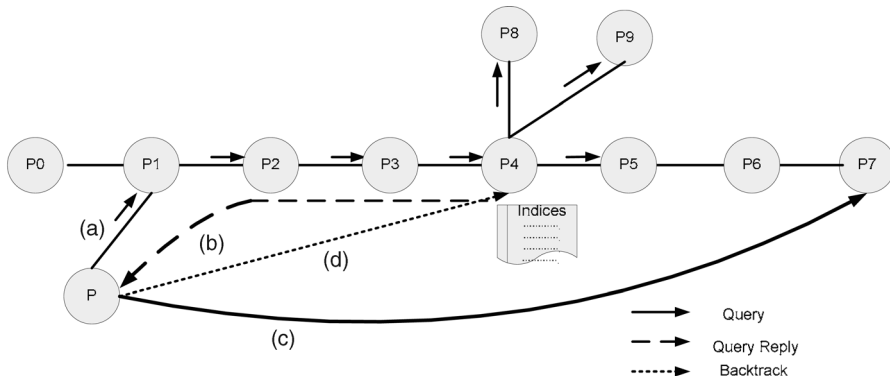 P8
P9
P0
P1
P2
P3
P4
P5
P6
P7
(a)
(b)
Indices
(d)
P
(c)
Query
Query Reply
Backtrack